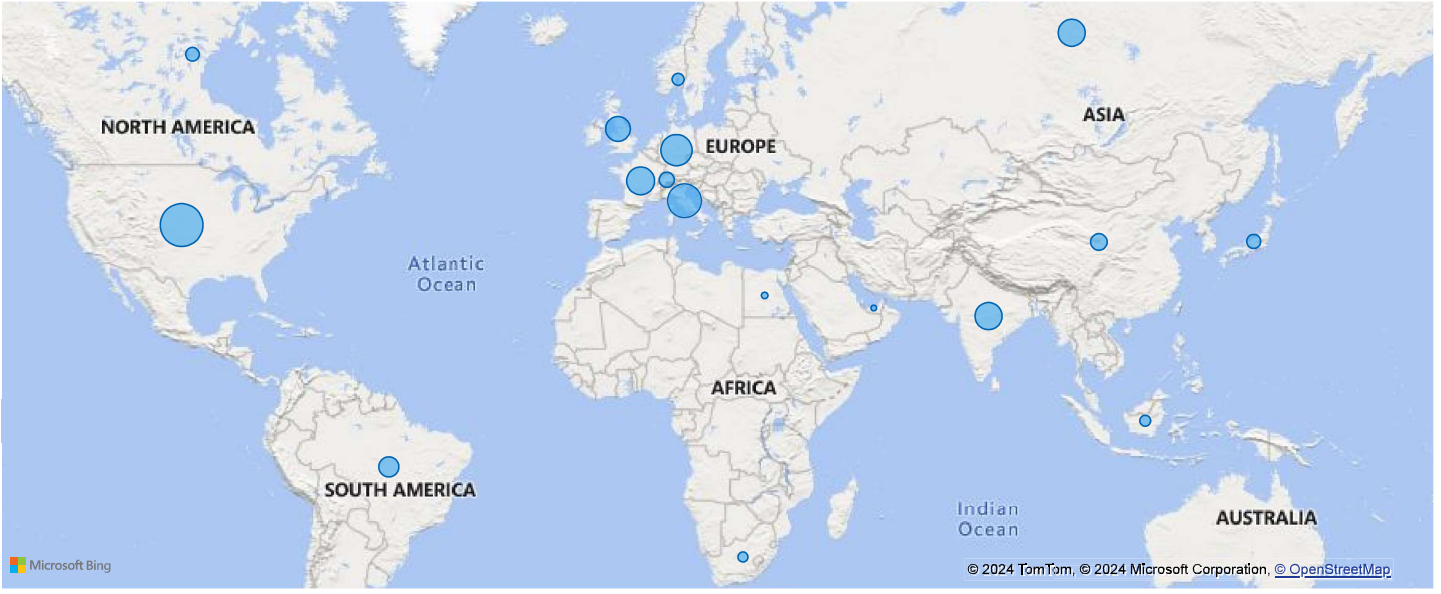 NORTH AMERICA
ASIA
EUROPE
Atlantic
Ocean
AFRICA
SOUTH AMERICA
Indian
Ocean
AUSTRALIA
Microsoft Bing
© 2024 TomTom, © 2024 Microsoft Corporation, © OpenStreetMap